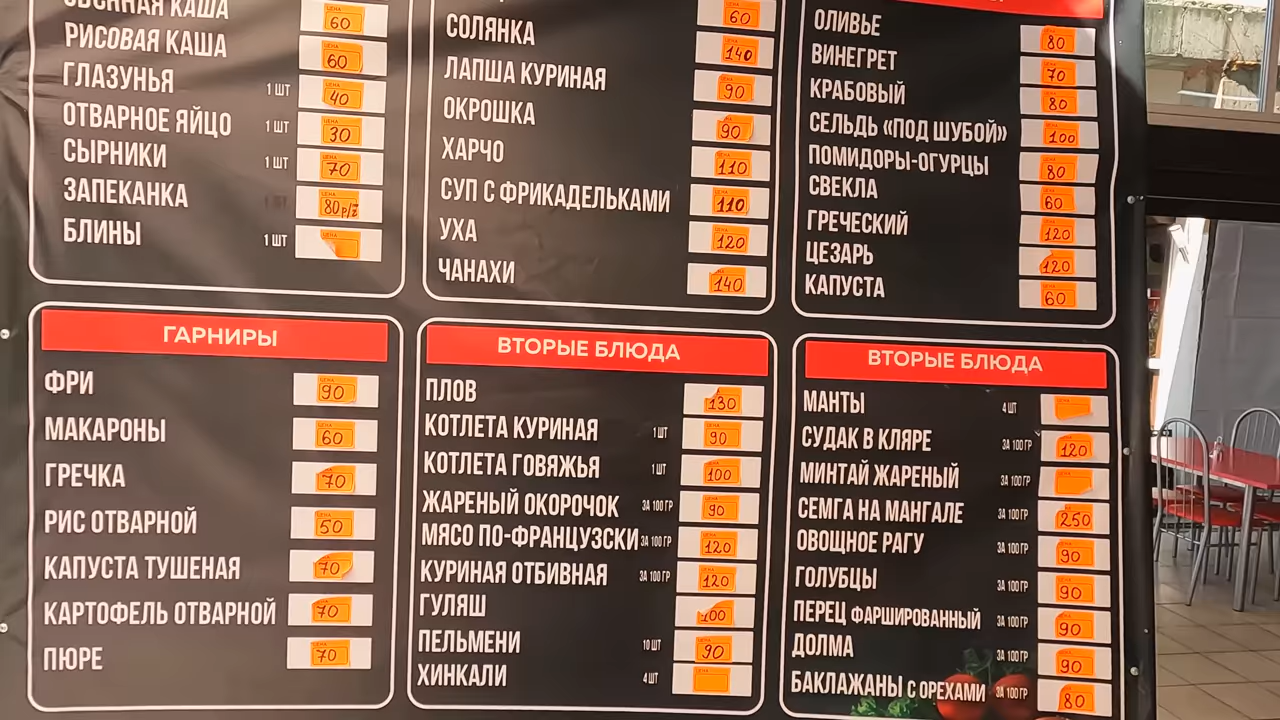 ОВСЯННАЯ КАША 60
РИСОВАЯ КАША 60
ГЛАЗУНЬЯ 1 ШТ 40
ОТВАРНОЕ ЯЙЦО 1 ШТ 30
СЫРНИКИ 1 ШТ 70
ЗАПЕКАНКА 80 р/г
БЛИНЫ 1 ШТ
60
СОЛЯНКА 140
ЛАПША КУРИНАЯ 90
ОКРОШКА 90
ХАРЧО 110
СУП С ФРИКАДЕЛЬКАМИ 110
УХА 120
ЧАНАХИ 140
ОЛИВЬЕ 80
ВИНЕГРЕТ 70
КРАБОВЫЙ 80
СЕЛЬДЬ «ПОД ШУБОЙ» 100
ПОМИДОРЫ-ОГУРЦЫ 80
СВЕКЛА 60
ГРЕЧЕСКИЙ 120
ЦЕЗАРЬ 120
КАПУСТА 60
ГАРНИРЫ
ФРИ 90
МАКАРОНЫ 60
ГРЕЧКА 70
РИС ОТВАРНОЙ 50
КАПУСТА ТУШЕНАЯ 70
КАРТОФЕЛЬ ОТВАРНОЙ 70
ПЮРЕ 70
ВТОРЫЕ БЛЮДА
ПЛОВ 130
КОТЛЕТА КУРИНАЯ 1 ШТ 90
КОТЛЕТА ГОВЯЖЬЯ 1 ШТ 100
ЖАРЕНЫЙ ОКОРОЧОК ЗА 100 ГР 90
МЯСО ПО-ФРАНЦУЗСКИ ЗА 100 ГР 120
КУРИНАЯ ОТБИВНАЯ ЗА 100 ГР 120
ГУЛЯШ 100
ПЕЛЬМЕНИ 10 ШТ 90
ХИНКАЛИ 4 ШТ
ВТОРЫЕ БЛЮДА
МАНТЫ 4 ШТ
СУДАК В КЛЯРЕ ЗА 100 ГР 120
МИНТАЙ ЖАРЕНЫЙ ЗА 100 ГР
СЕМГА НА МАНГАЛЕ ЗА 100 ГР 250
ОВОЩНОЕ РАГУ ЗА 100 ГР 90
ГОЛУБЦЫ ЗА 100 ГР 90
ПЕРЕЦ ФАРШИРОВАННЫЙ ЗА 100 ГР 90
ДОЛМА ЗА 100 ГР 90
БАКЛАЖАНЫ С ОРЕХАМИ ЗА 100 ГР 80